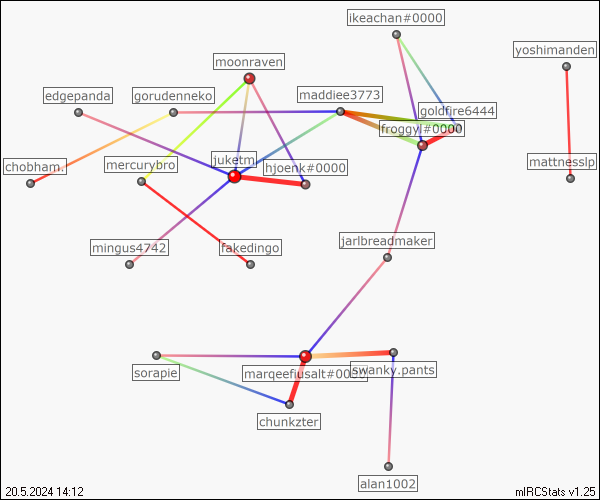 ikeachan#0000
yoshimanden
moonraven
edgepanda
gorudenneko
maddiee3773
goldfire6444
froggyl#0000
chobham.
mercurybro
juketm
hjoenk#0000
mattnesslp
mingus4742
fakedingo
jarlbreadmaker
sorapie
marqeefiusalt#00
swanky.pants
chunkzter
alan1002
20.5.2024 14:12
mIRCStats v1.25